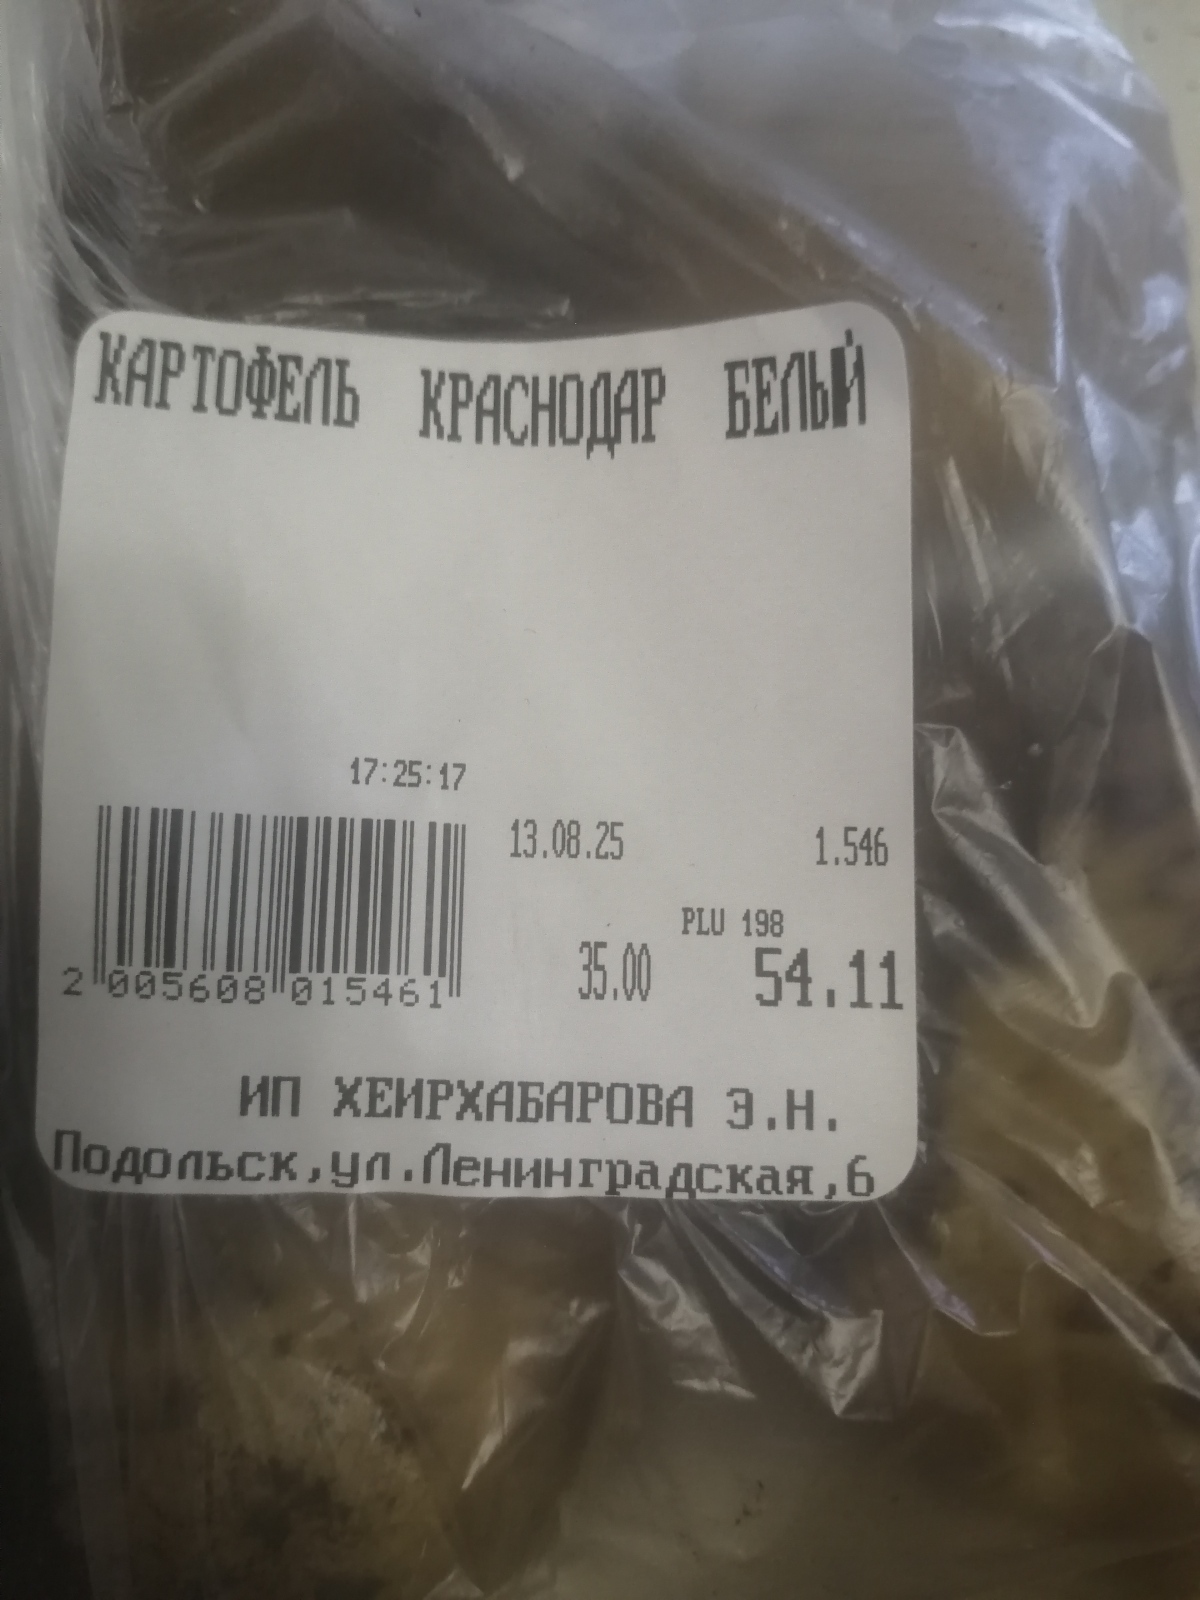 КАРТОФЕЛЬ КРАСНОДАР БЕЛЫЙ
17:25:17
13.08.25 1.546
PLU 198
35.00 54.11
2 005608 015461
ИП ХЕИРХАБАРОВА Э.Н.
Подольск,ул.Ленинградская,6